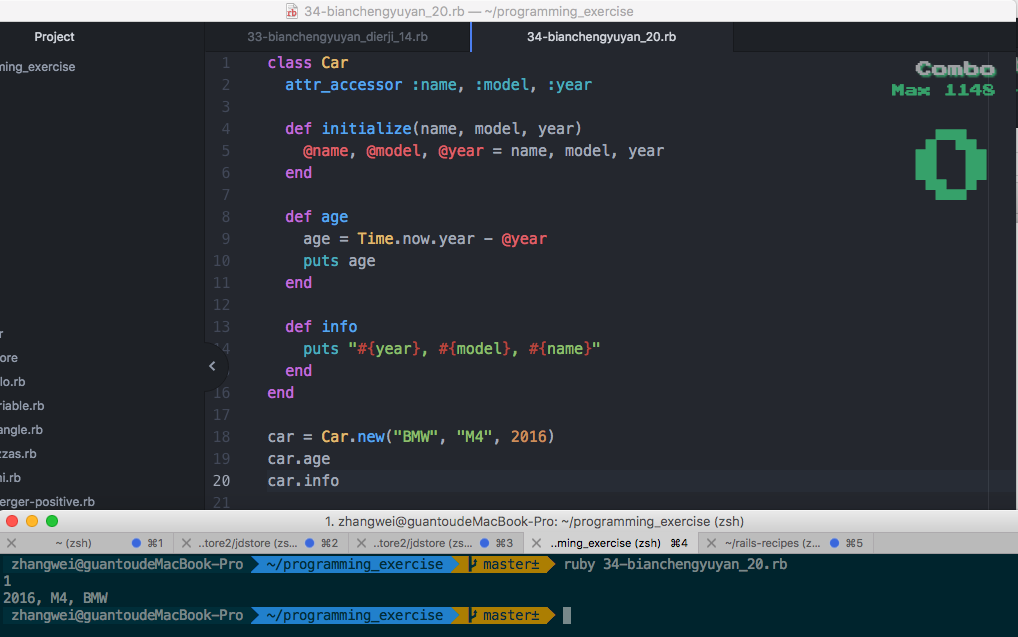 34-bianchengyuyan_20.rb — ~/programming_exercise
Project
33-bianchengyuyan_dierji_14.rb
34-bianchengyuyan_20.rb
ming_exercise
r
ore
lo.rb
riable.rb
angle.rb
zzas.rb
ni.rb
erger-positive.rb
1 class Car
2 attr_accessor :name, :model, :year
3
4 def initialize(name, model, year)
5 @name, @model, @year = name, model, year
6 end
7
8 def age
9 age = Time.now.year - @year
10 puts age
11 end
12
13 def info
14 puts "#{year}, #{model}, #{name}"
end
16 end
17
18 car = Car.new("BMW", "M4", 2016)
19 car.age
20 car.info
21
Combo
Max 1148
0
1. zhangwei@guantoudeMacBook-Pro: ~/programming_exercise (zsh)
~ (zsh) ⌘1
..tore2/jdstore (zs... ⌘2
..tore2/jdstore (zs... ⌘3
..ming_exercise (zsh) ⌘4
~/rails-recipes (z... ⌘5
zhangwei@guantoudeMacBook-Pro ~/programming_exercise master± ruby 34-bianchengyuyan_20.rb
1
2016, M4, BMW
zhangwei@guantoudeMacBook-Pro ~/programming_exercise master±